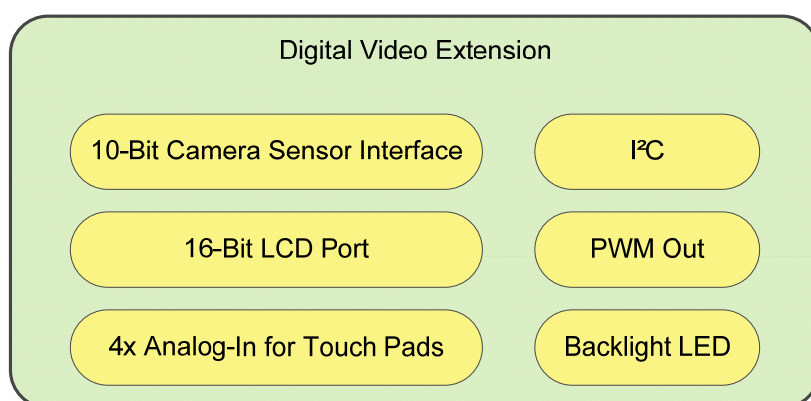 Digital Video Extension
10-Bit Camera Sensor Interface
I²C
16-Bit LCD Port
PWM Out
4x Analog-In for Touch Pads
Backlight LED